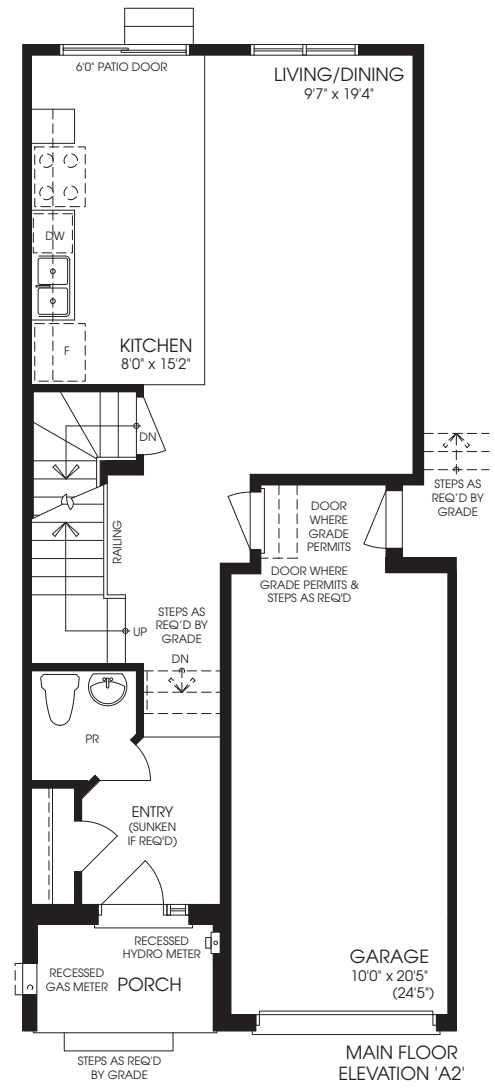 6'0" PATIO DOOR
LIVING/DINING
9'7" x 19'4"
DW
F
KITCHEN
8'0" x 15'2"
DN
STEPS AS
REQ'D BY
GRADE
DOOR
WHERE
GRADE
PERMITS
RAILING
DOOR WHERE
GRADE PERMITS &
STEPS AS REQ'D
STEPS AS
REQ'D BY
GRADE
UP
DN
PR
ENTRY
(SUNKEN
IF REQ'D)
RECESSED
HYDRO METER
RECESSED
GAS METER
PORCH
GARAGE
10'0" x 20'5"
(24'5")
STEPS AS REQ'D
BY GRADE
MAIN FLOOR
ELEVATION 'A2'